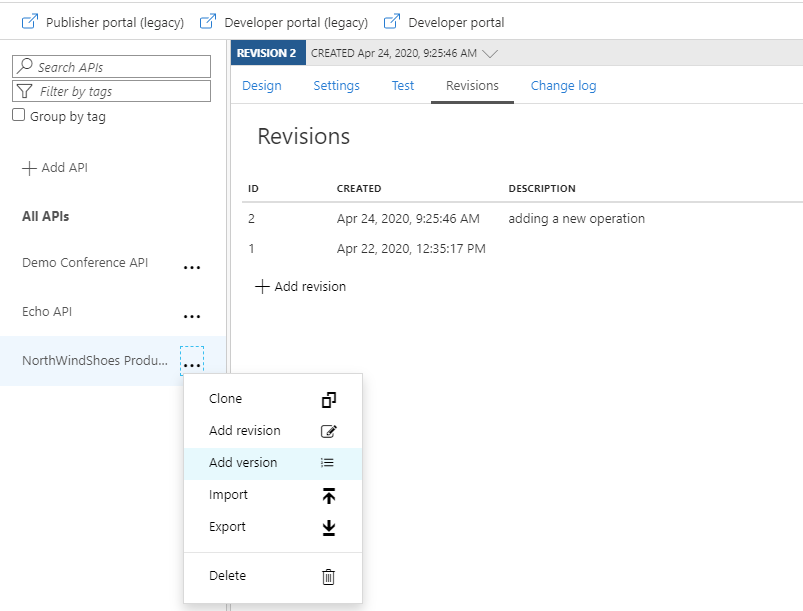 Publisher portal (legacy) Developer portal (legacy) Developer portal
Search APIs
Filter by tags
Group by tag
Add API
All APIs
Demo Conference API
Echo API
NorthWindShoes Produ...
REVISION 2 CREATED Apr 24, 2020, 9:25:46 AM
Design Settings Test Revisions Change log
Revisions
ID CREATED DESCRIPTION
2 Apr 24, 2020, 9:25:46 AM adding a new operation
1 Apr 22, 2020, 12:35:17 PM
Add revision
Clone
Add revision
Add version
Import
Export
Delete